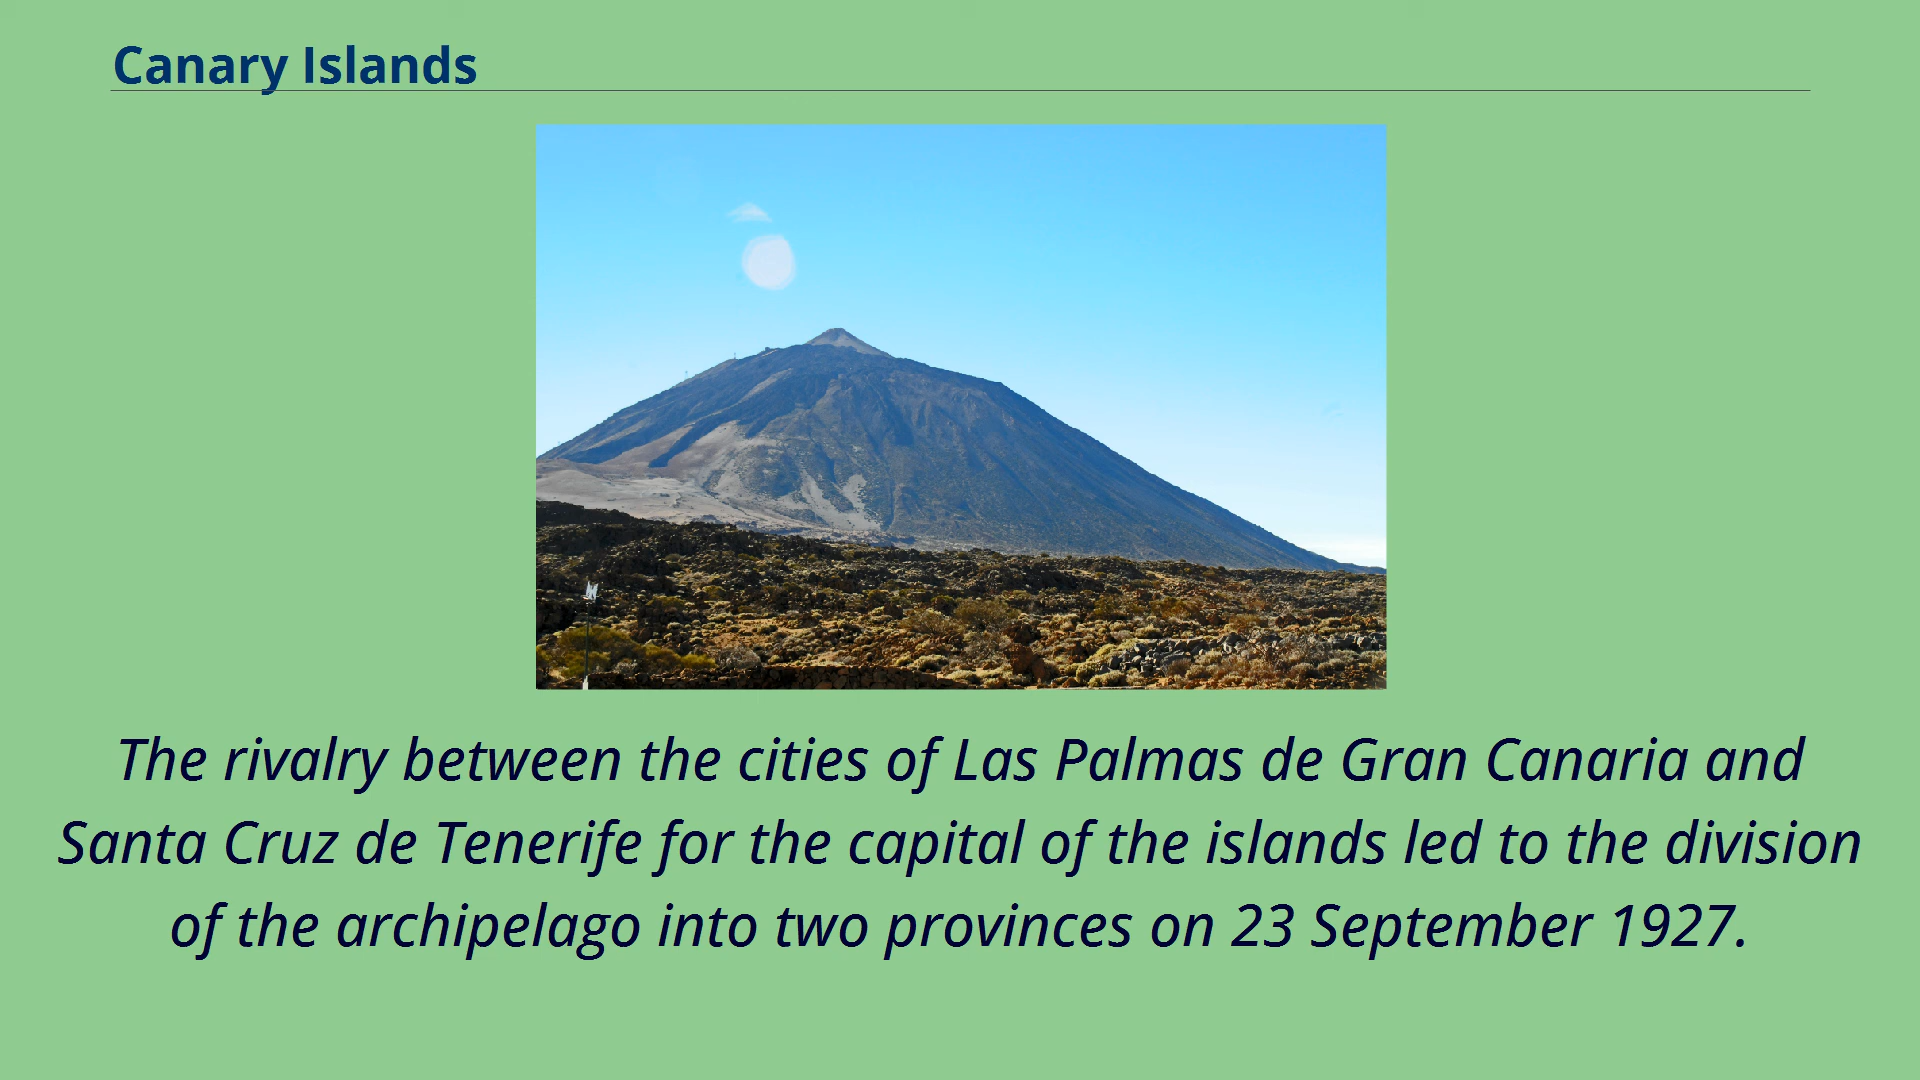 Canary Islands
The rivalry between the cities of Las Palmas de Gran Canaria and
Santa Cruz de Tenerife for the capital of the islands led to the division
of the archipelago into two provinces on 23 September 1927.